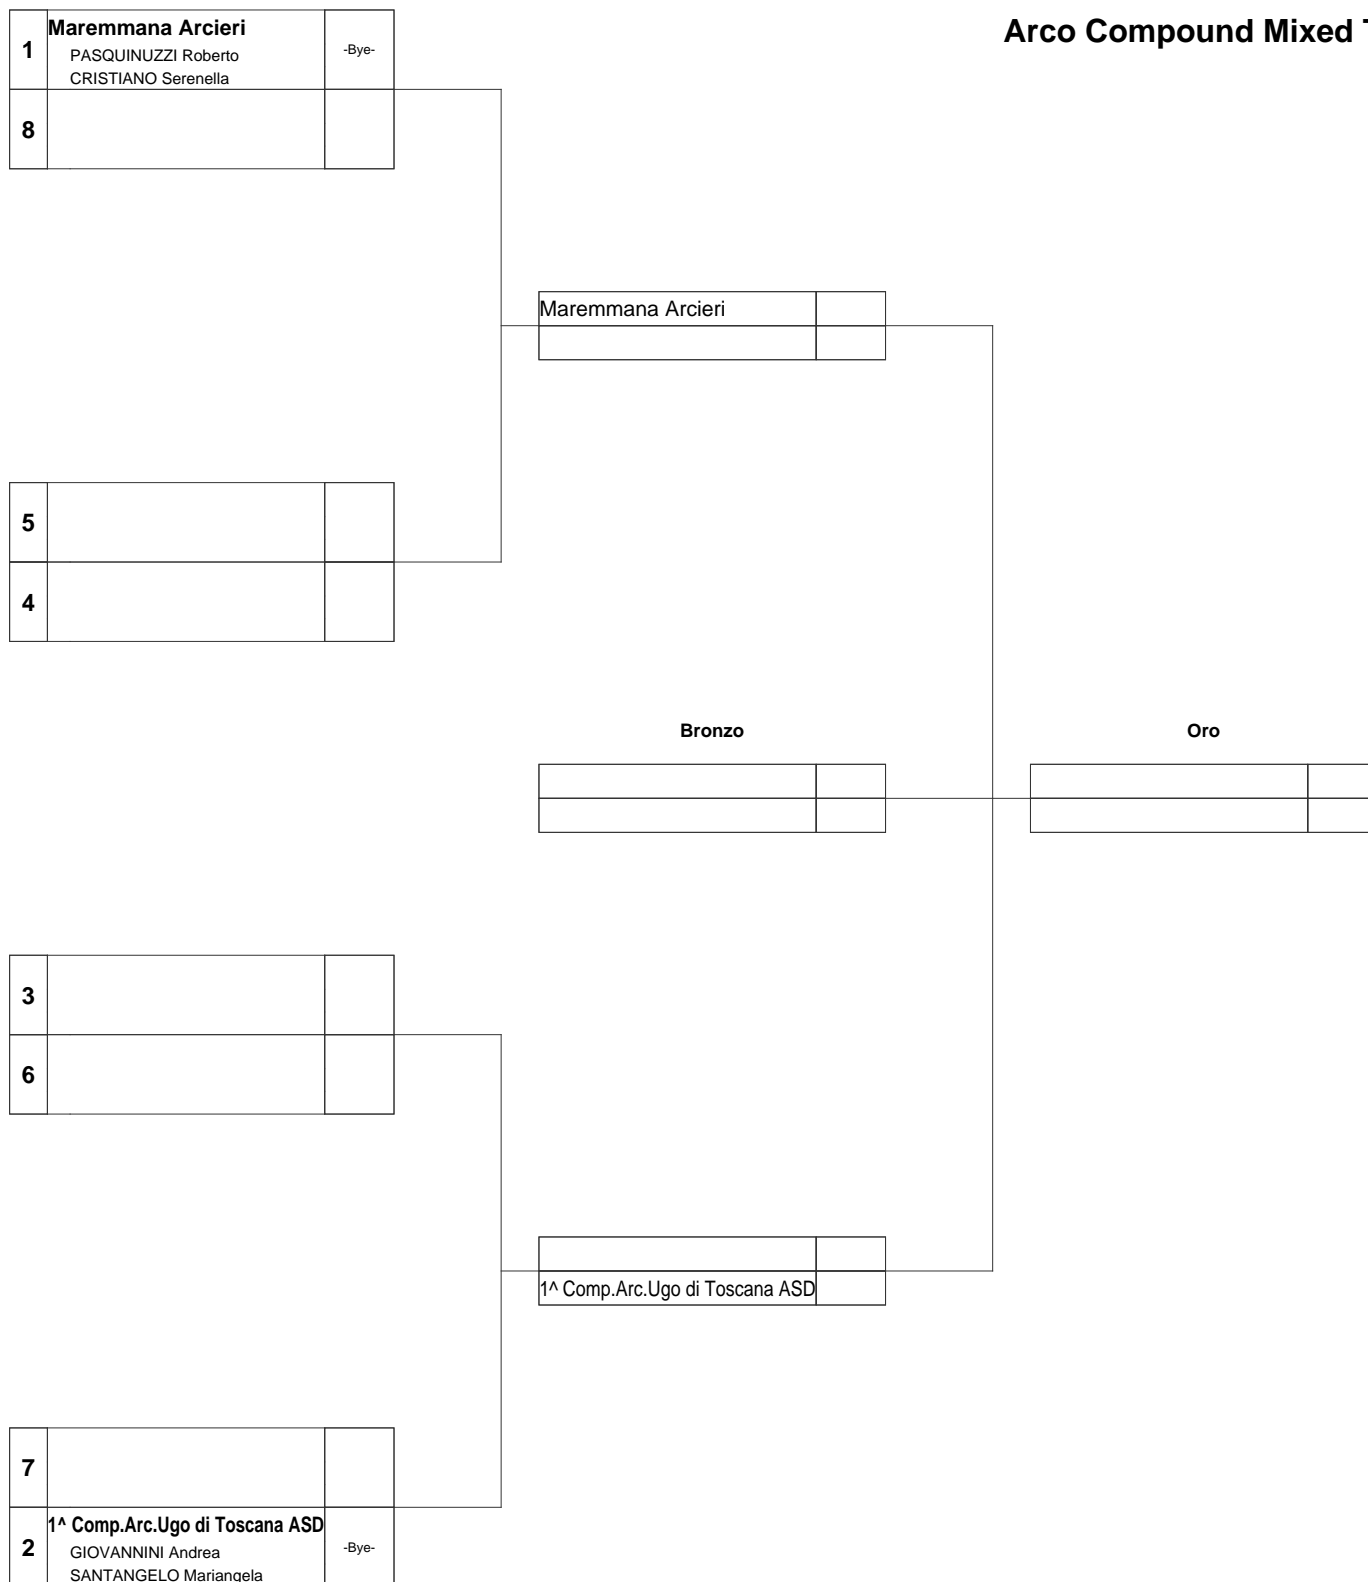 Arco Compound Mixed
1
Maremmana Arcieri
PASQUINUZZI Roberto
CRISTIANO Serenella
-Bye-
8
Maremmana Arcieri
5
4
Bronzo
Oro
3
6
1^ Comp.Arc.Ugo di Toscana ASD
7
2
1^ Comp.Arc.Ugo di Toscana ASD
GIOVANNINI Andrea
SANTANGELO Mariangela
-Bye-